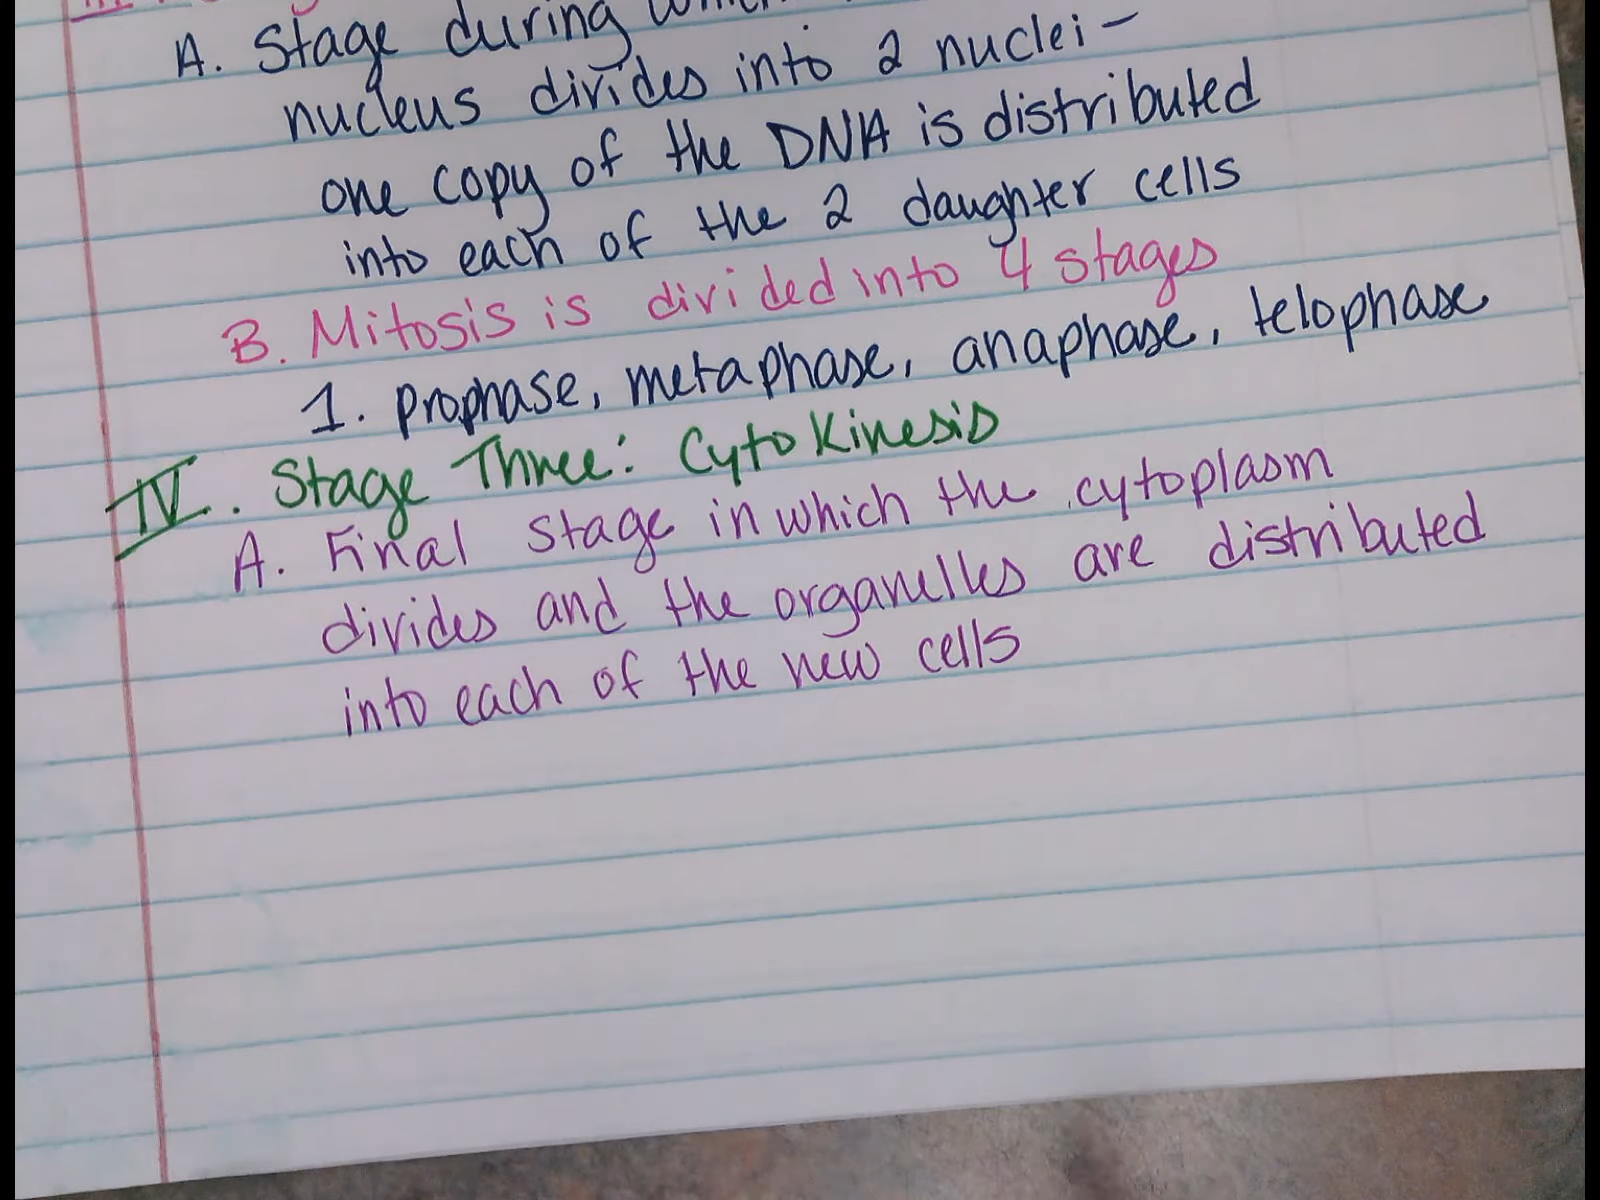 A. Stage during
nucleus divides into 2 nuclei -
one copy of the DNA is distributed
into each of the 2 daughter cells
B. Mitosis is divided into 4 stages
1. prophase, metaphase, anaphase, telophase
IV. Stage Three: Cytokinesis
A. Final stage in which the cytoplasm
divides and the organelles are distributed
into each of the new cells